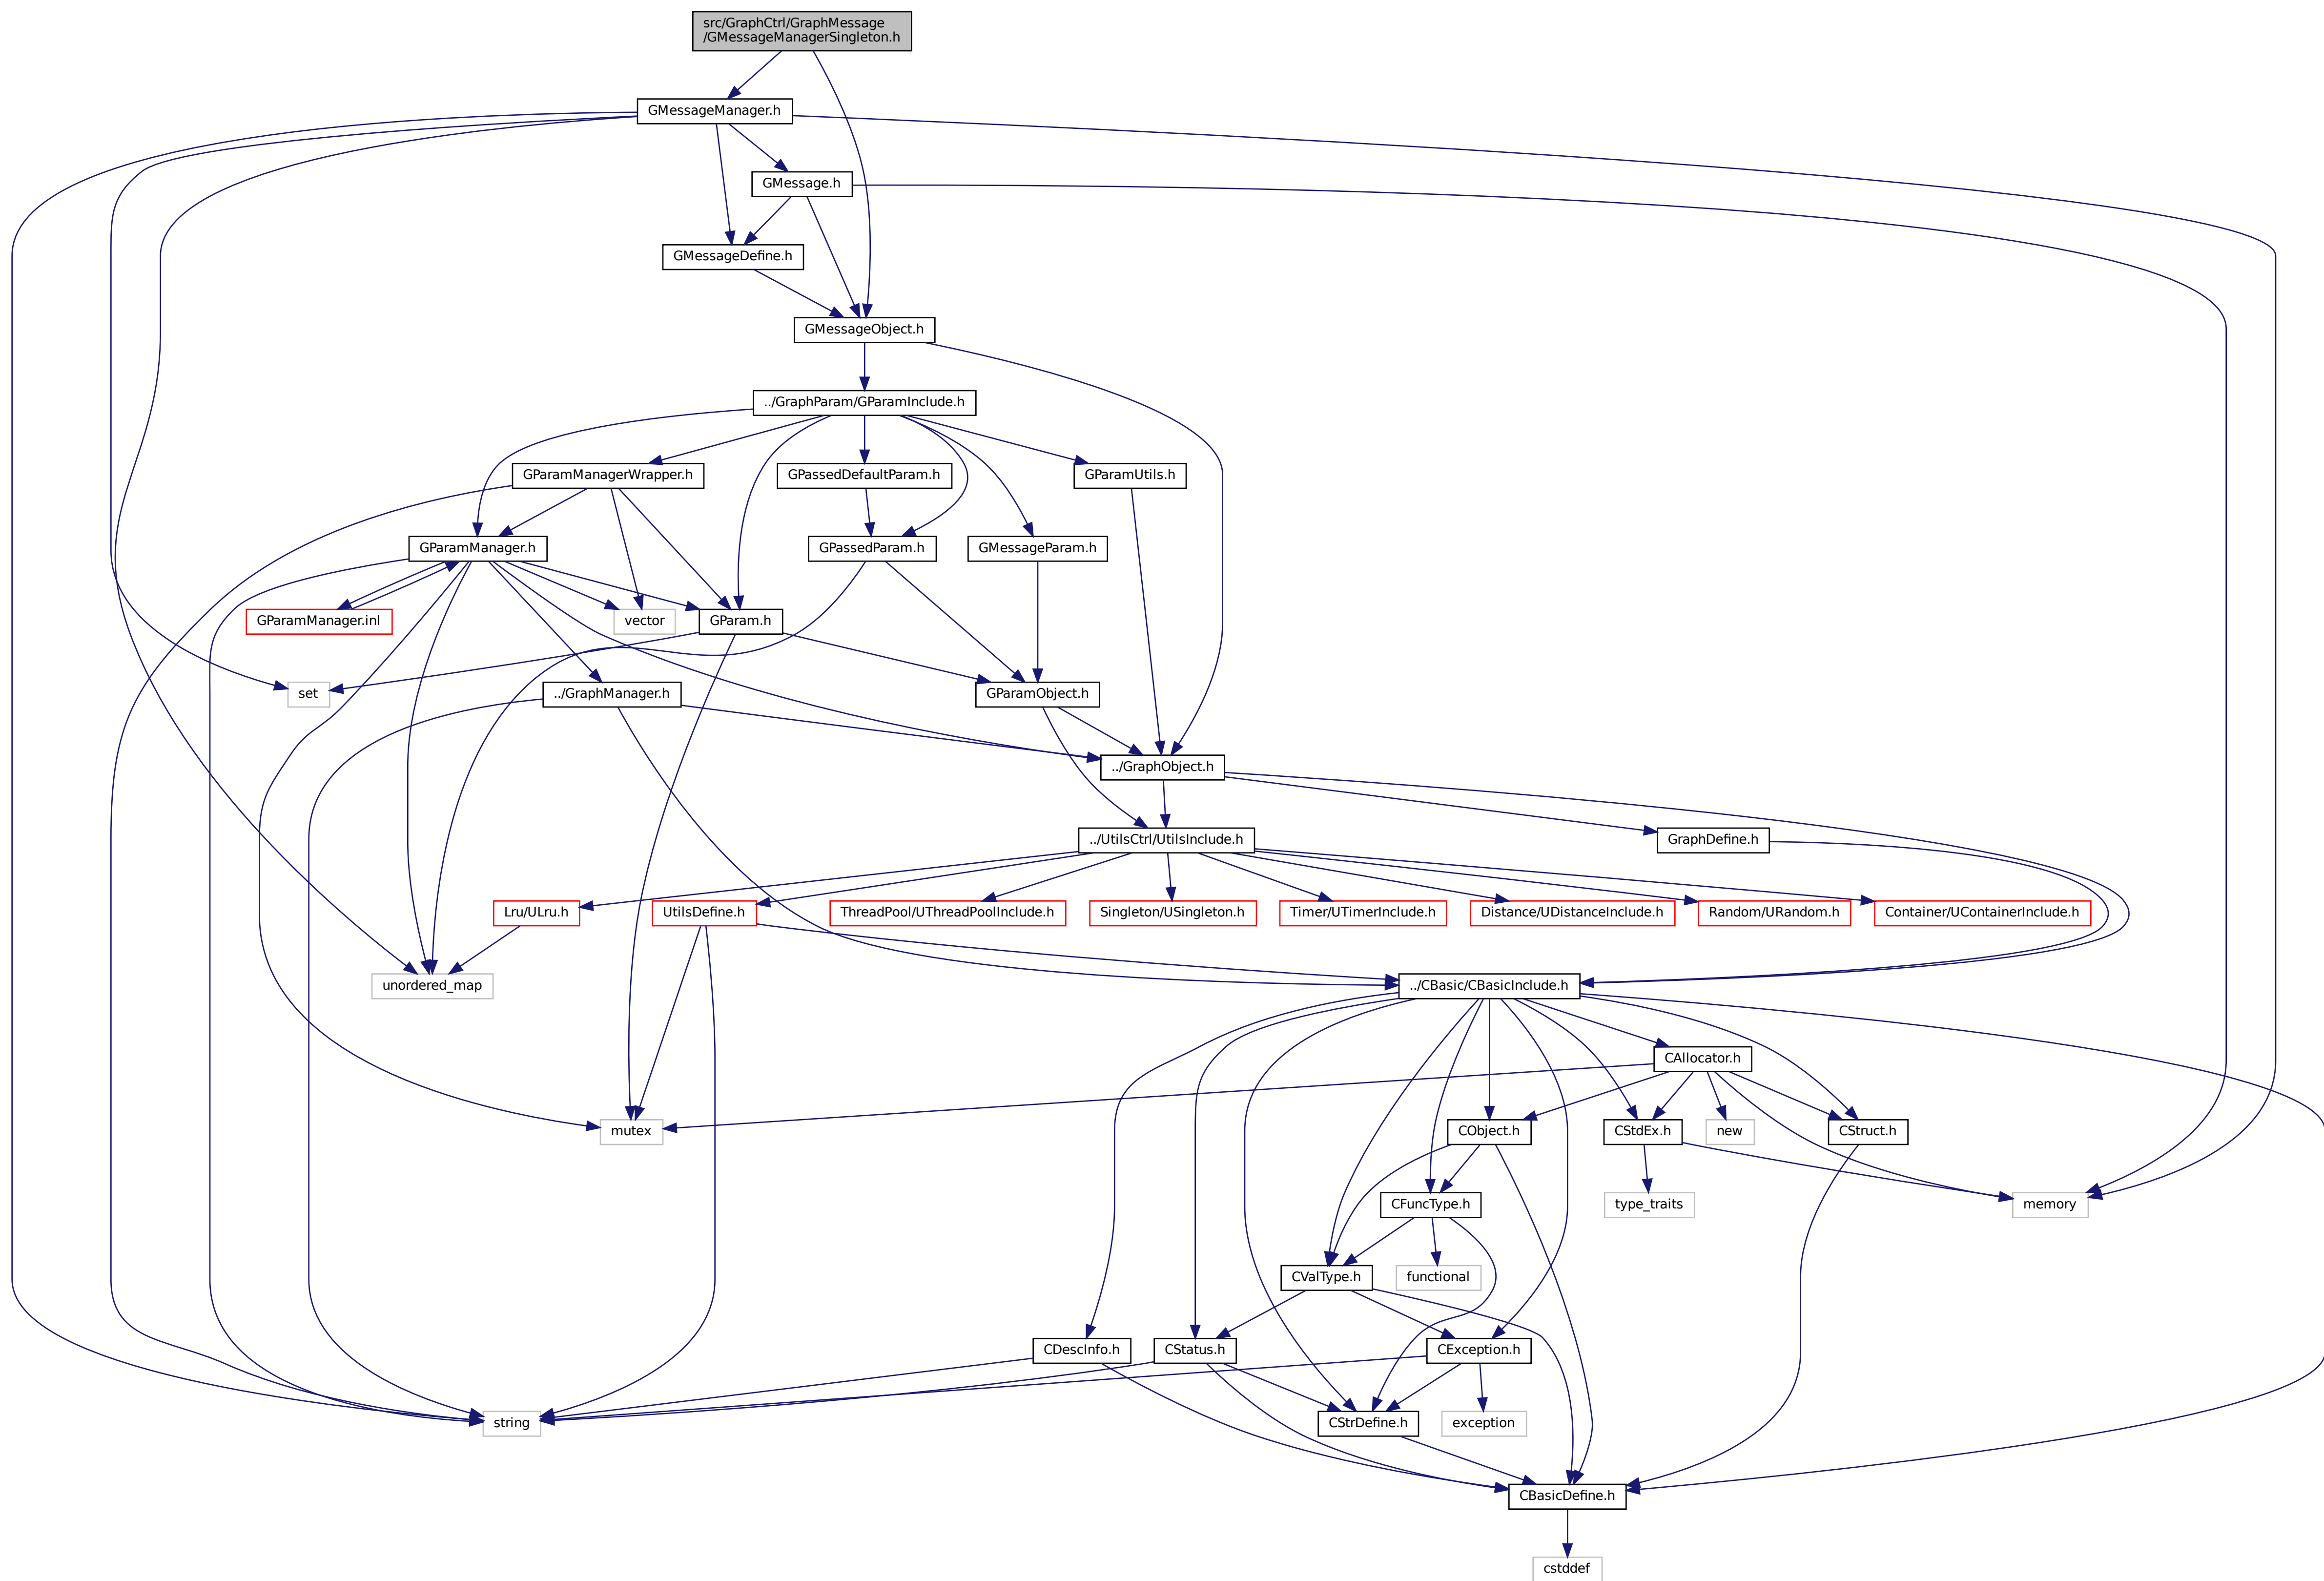 src/GraphCtrl/GraphMessage
/GMessageManagerSingleton.h
GMessageManager.h
GMessage.h
GMessageDefine.h
GMessageObject.h
../GraphParam/GParamInclude.h
GParamManagerWrapper.h
GPassedDefaultParam.h
GParamUtils.h
GParamManager.h
GPassedParam.h
GMessageParam.h
GParamManager.inl
vector
GParam.h
set
../GraphManager.h
GParamObject.h
../GraphObject.h
../UtilsCtrl/UtilsInclude.h
GraphDefine.h
Lru/ULru.h
UtilsDefine.h
ThreadPool/UThreadPoolInclude.h
Singleton/USingleton.h
Timer/UTimerInclude.h
Distance/UDistanceInclude.h
Random/URandom.h
Container/UContainerInclude.h
unordered_map
../CBasic/CBasicInclude.h
CAllocator.h
mutex
CObject.h
CStdEx.h
new
CStruct.h
CFuncType.h
type_traits
memory
CValType.h
functional
CDescInfo.h
CStatus.h
CException.h
string
CStrDefine.h
exception
CBasicDefine.h
cstddef